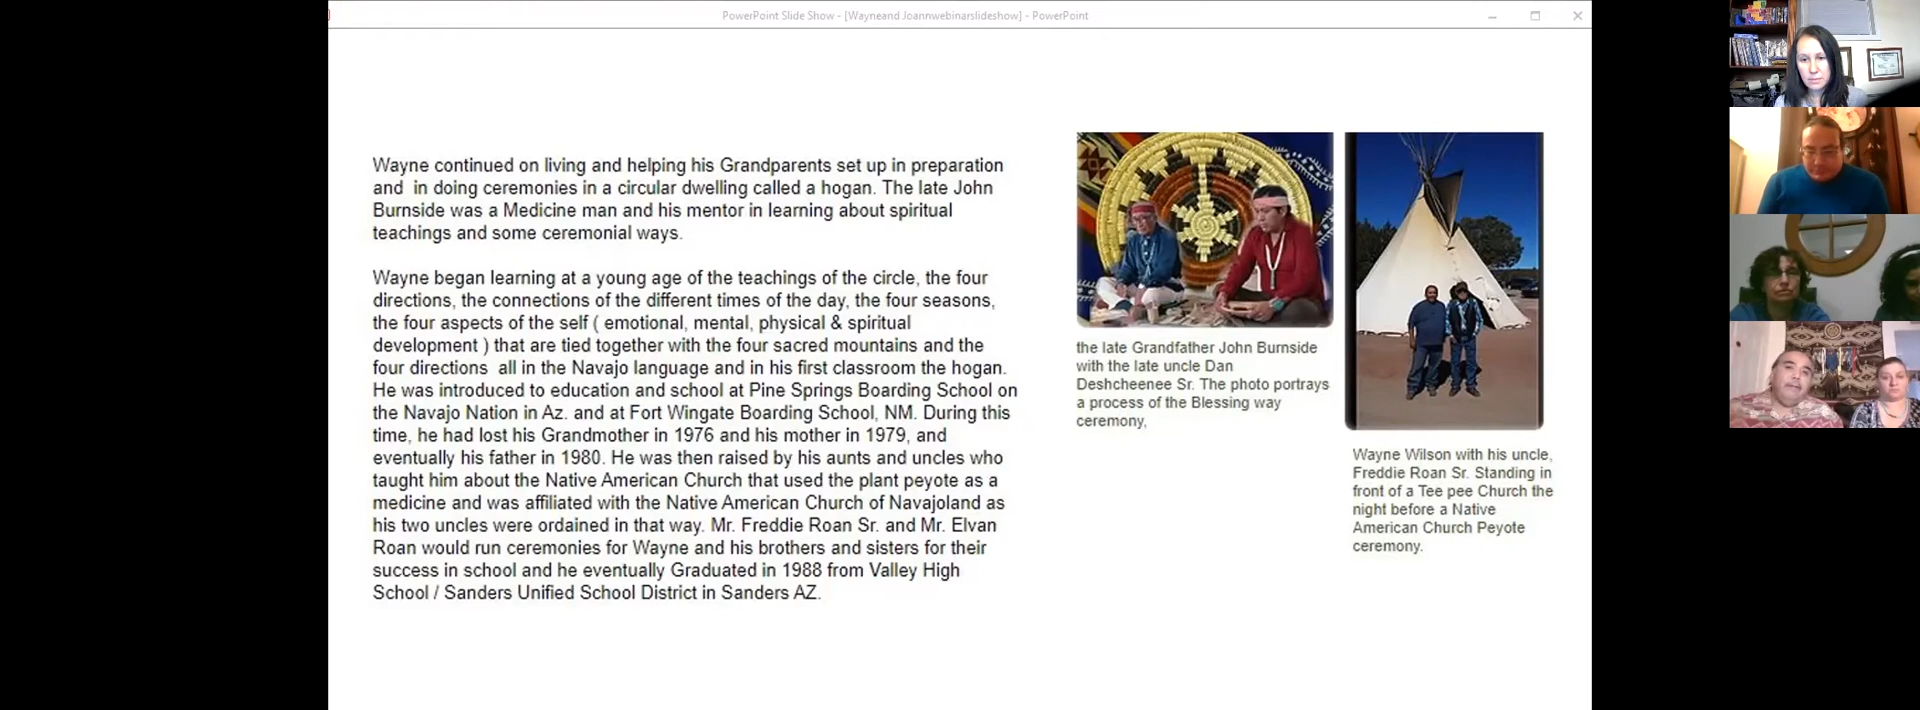 PowerPoint Slide Show - [Wayneand Joannwebinarslideshow] - PowerPoint
Wayne continued on living and helping his Grandparents set up in preparation
and in doing ceremonies in a circular dwelling called a hogan. The late John
Burnside was a Medicine man and his mentor in learning about spiritual
teachings and some ceremonial ways.
Wayne began learning at a young age of the teachings of the circle, the four
directions, the connections of the different times of the day, the four seasons,
the four aspects of the self ( emotional, mental, physical & spiritual
development ) that are tied together with the four sacred mountains and the
four directions all in the Navajo language and in his first classroom the hogan.
He was introduced to education and school at Pine Springs Boarding School on
the Navajo Nation in Az. and at Fort Wingate Boarding School, NM. During this
time, he had lost his Grandmother in 1976 and his mother in 1979, and
eventually his father in 1980. He was then raised by his aunts and uncles who
taught him about the Native American Church that used the plant peyote as a
medicine and was affiliated with the Native American Church of Navajoland as
his two uncles were ordained in that way. Mr. Freddie Roan Sr. and Mr. Elvan
Roan would run ceremonies for Wayne and his brothers and sisters for their
success in school and he eventually Graduated in 1988 from Valley High
School / Sanders Unified School District in Sanders AZ.
the late Grandfather John Burnside
with the late uncle Dan
Deshcheenee Sr. The photo portrays
a process of the Blessing way
ceremony,
Wayne Wilson with his uncle,
Freddie Roan Sr. Standing in
front of a Tee pee Church the
night before a Native
American Church Peyote
ceremony.